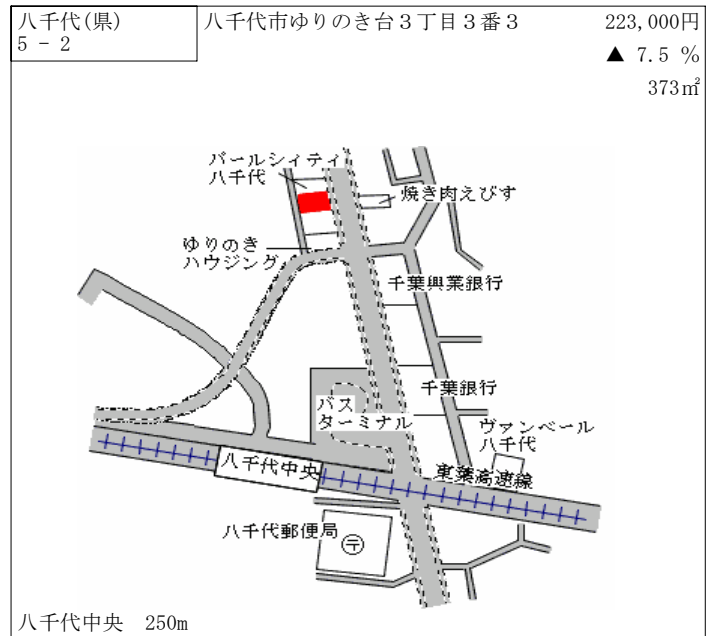 八千代(県)
5 - 2
八千代市ゆりのき台３丁目３番３
223,000円
▲ 7.5 %
373㎡
パールシィティ
八千代
焼き肉えびす
ゆりのき
ハウジング
千葉興業銀行
千葉銀行
バス
ターミナル
ヴァンベール
八千代
八千代中央
東葉高速線
八千代郵便局
〒
八千代中央 250m